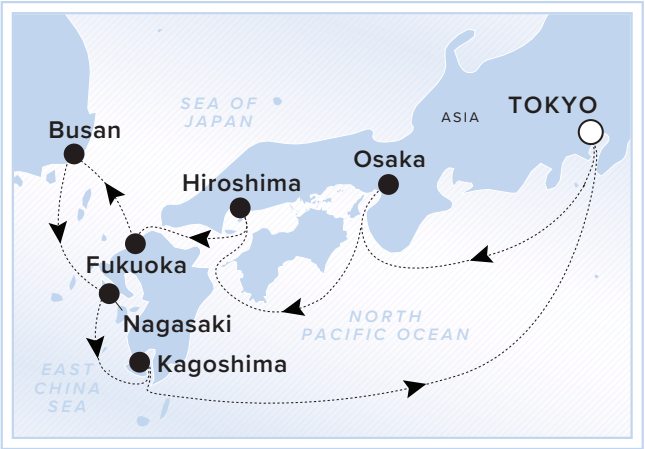 SEA OF
JAPAN
ASIA
TOKYO
Busan
Osaka
Hiroshima
Fukuoka
Nagasaki
NORTH
PACIFIC OCEAN
Kagoshima
EAST
CHINA
SEA